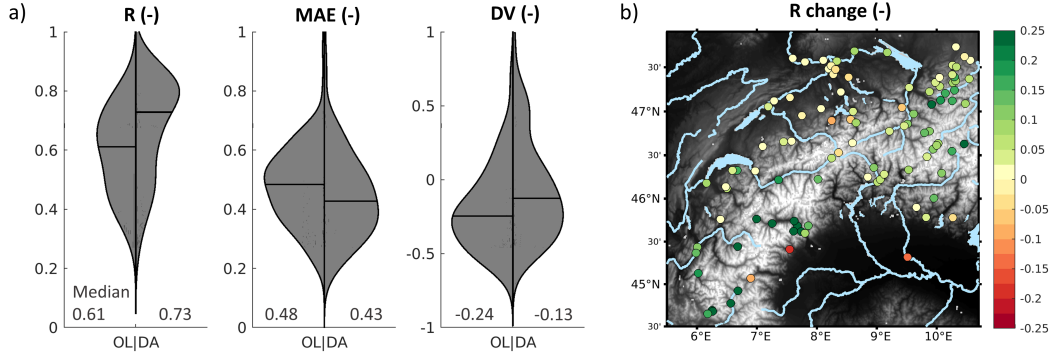 a)
R (-)
MAE (-)
DV (-)
b)
R change (-)
1
0.8
0.6
0.4
0.2
0
Median
0.61
0.73
OL|DA
1
0.8
0.6
0.4
0.2
0
0.48
0.43
OL|DA
1
0.5
0
-0.5
-1
-0.24
-0.13
OL|DA
30'
47°N
30'
46°N
30'
45°N
30'
6°E
7°E
8°E
9°E
10°E
0.25
0.20
0.15
0.10
0.05
0
-0.05
-0.10
-0.15
-0.20
-0.25